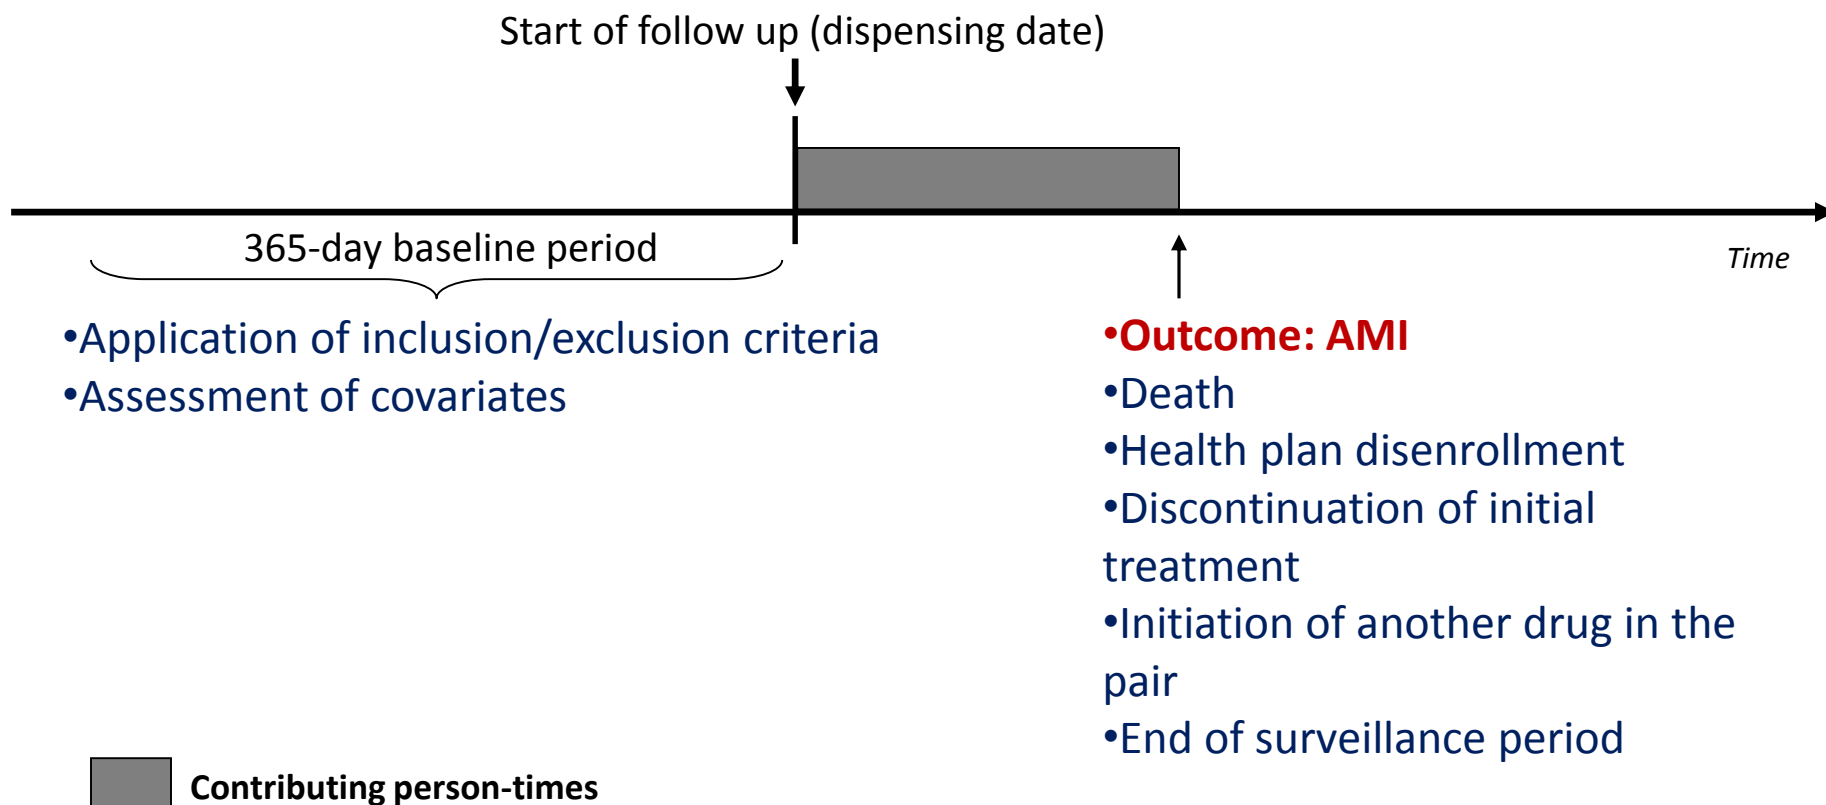 Start of follow up (dispensing date)
365-day baseline period
Time
•Application of inclusion/exclusion criteria
•Assessment of covariates
•Outcome: AMI
•Death
•Health plan disenrollment
•Discontinuation of initial
treatment
•Initiation of another drug in the
pair
•End of surveillance period
Contributing person-times